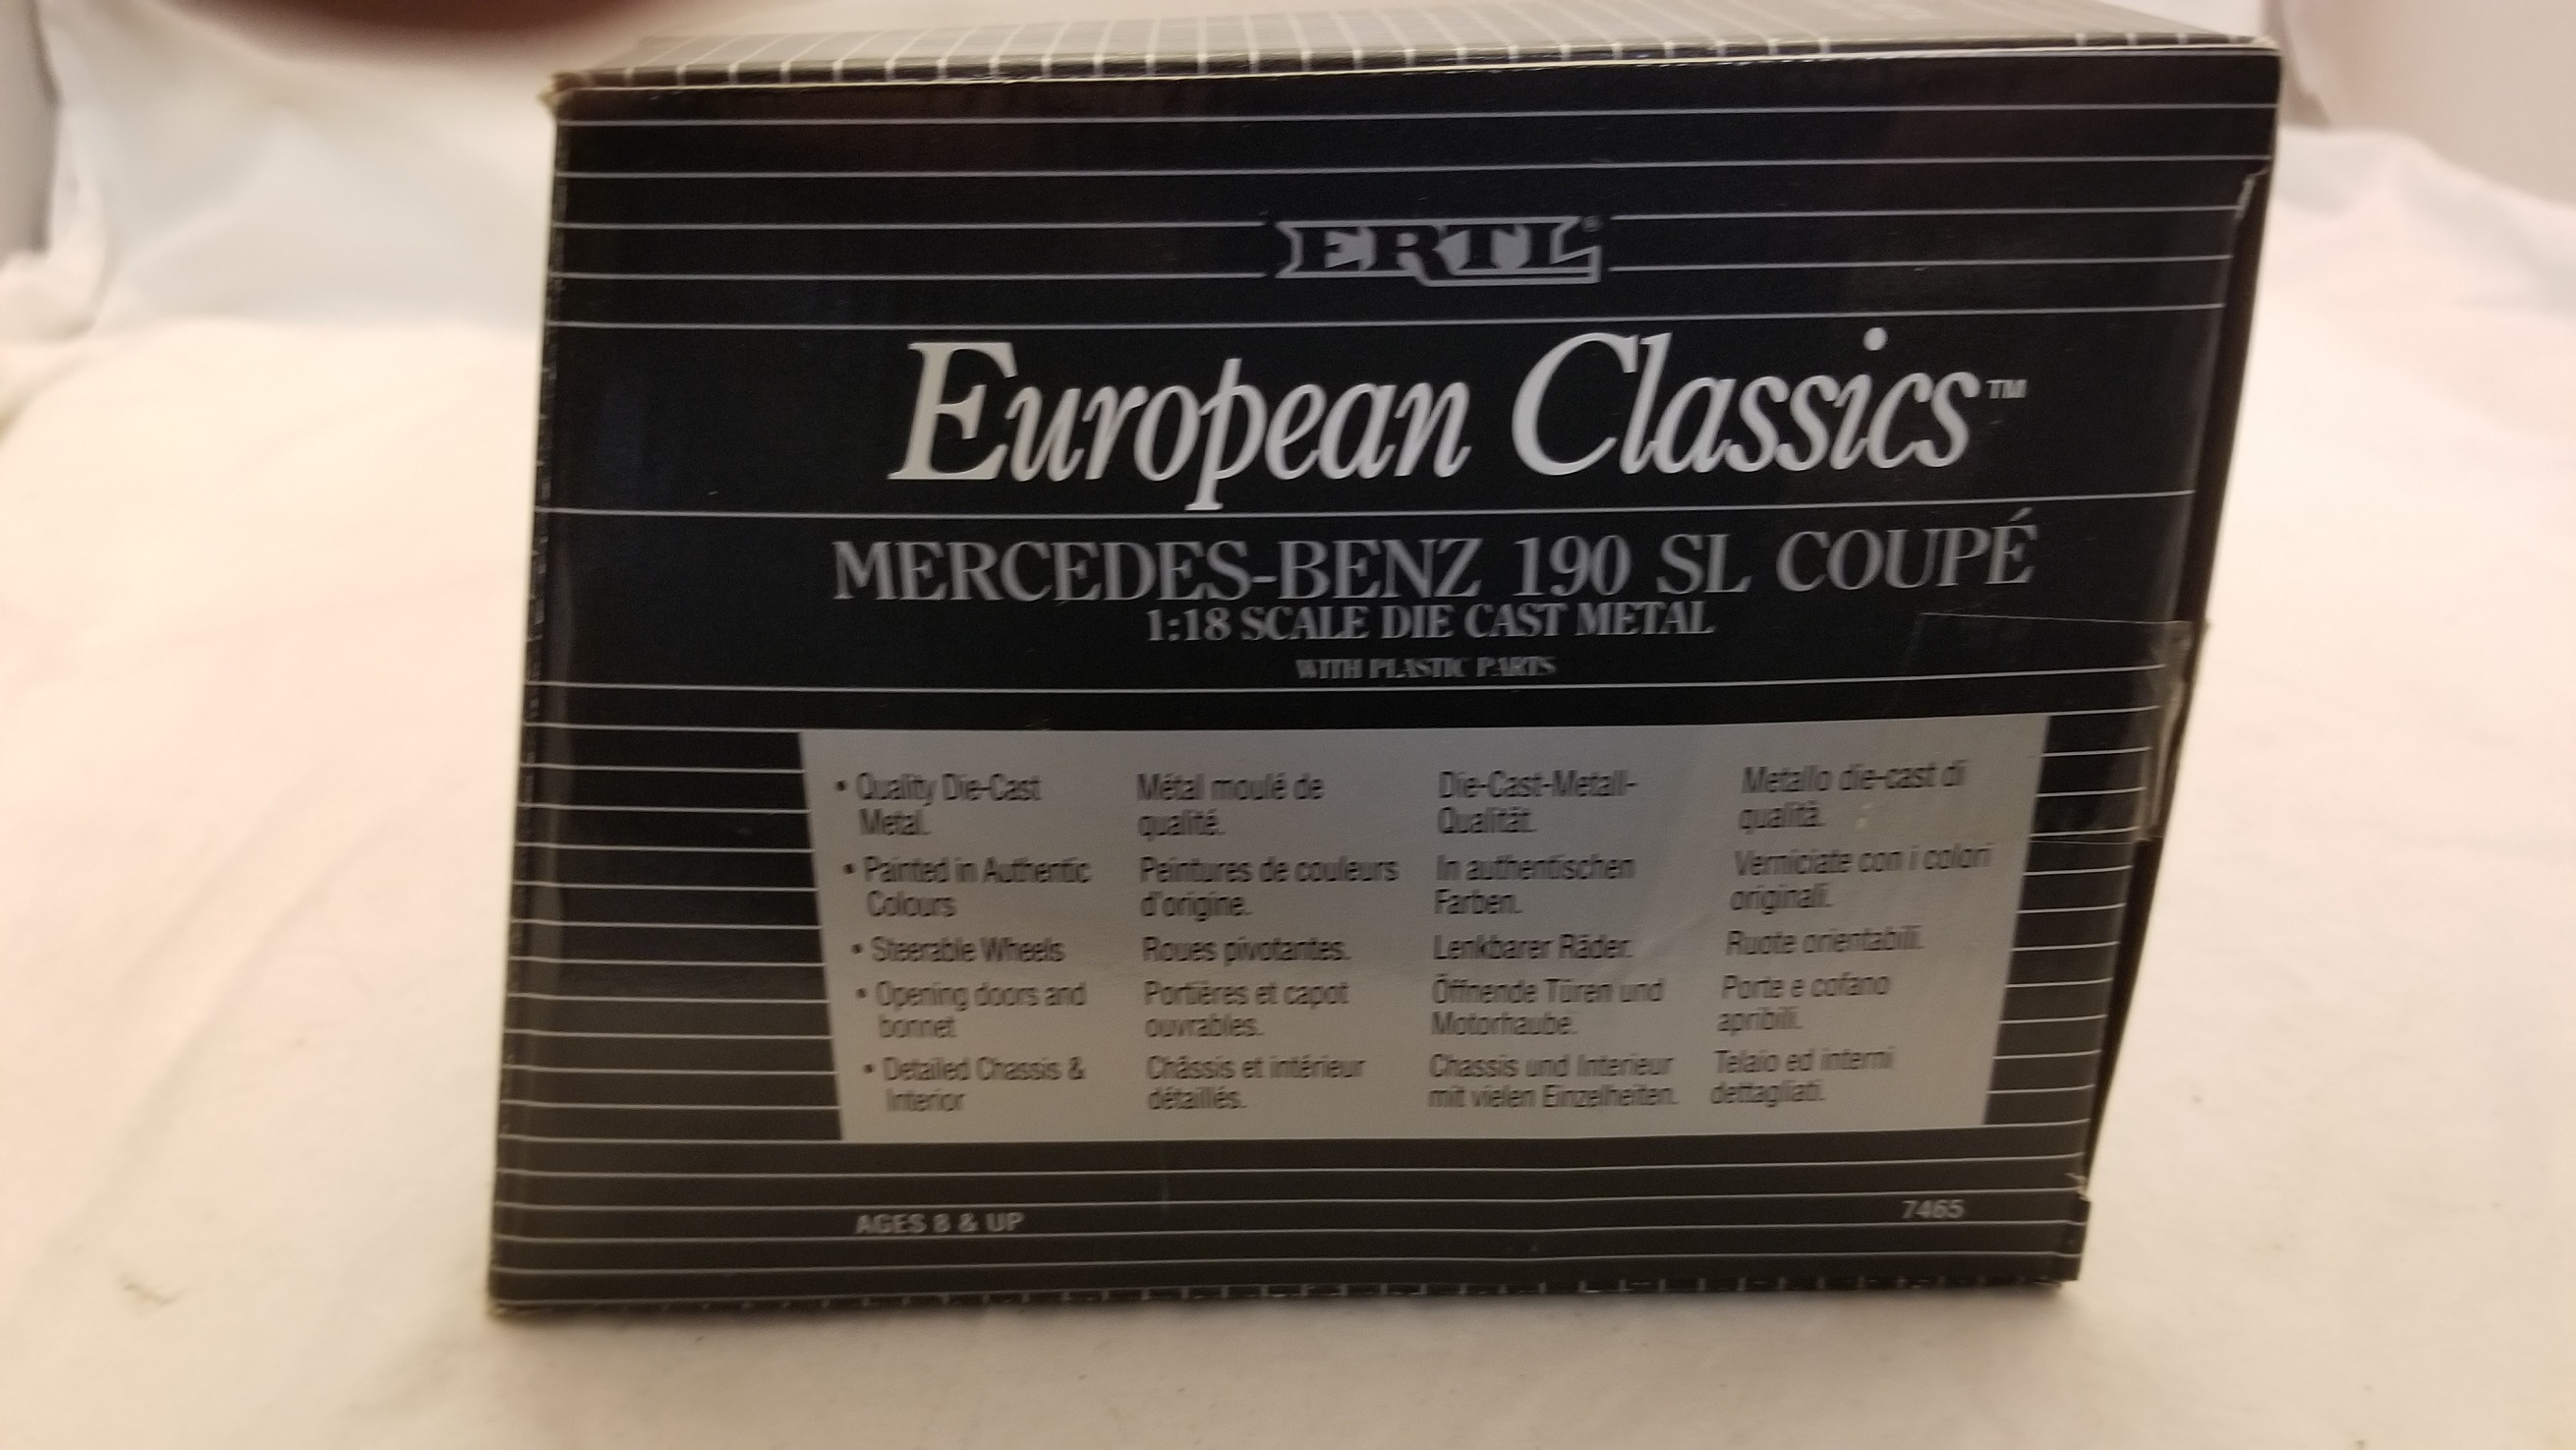 ERTL®
European Classics™
MERCEDES-BENZ 190 SL COUPÉ
1:18 SCALE DIE CAST METAL
WITH PLASTIC PARTS
• Quality Die-Cast
Metal.
• Painted in Authentic
Colours
• Steerable Wheels
• Opening doors and
bonnet
• Detailed Chassis &
Interior
Métal moulé de
qualité.
Peintures de couleurs
d'origine.
Roues pivotantes.
Portières et capot
ouvrables.
Châssis et intérieur
détaillés.
Die-Cast-Metall-
Qualität.
In authentischen
Farben.
Lenkbarer Räder.
Öffnende Türen und
Motorhaube.
Chassis und Interieur
mit vielen Einzelheiten.
Metallo die-cast di
qualità.
Verniciate con i colori
originali.
Ruote orientabili.
Porte e cofano
apribili.
Telaio ed interni
dettagliati.
AGES 8 & UP
7465